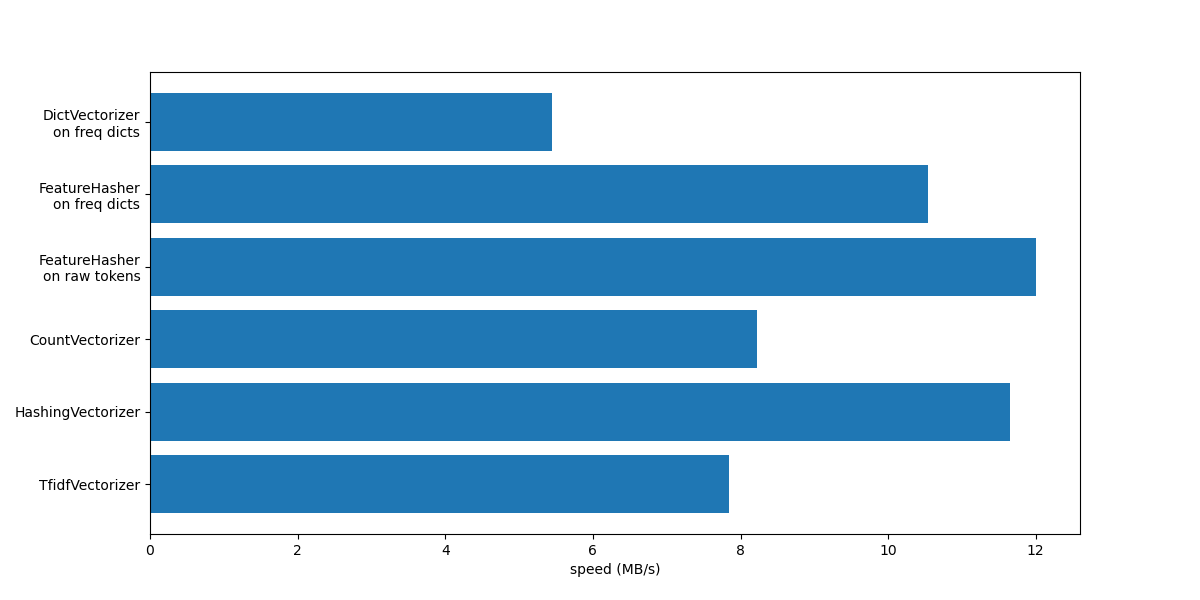 DictVectorizer
on freq dicts
FeatureHasher
on freq dicts
FeatureHasher
on raw tokens
CountVectorizer
HashingVectorizer
TfidfVectorizer
0 2 4 6 8 10 12
speed (MB/s)